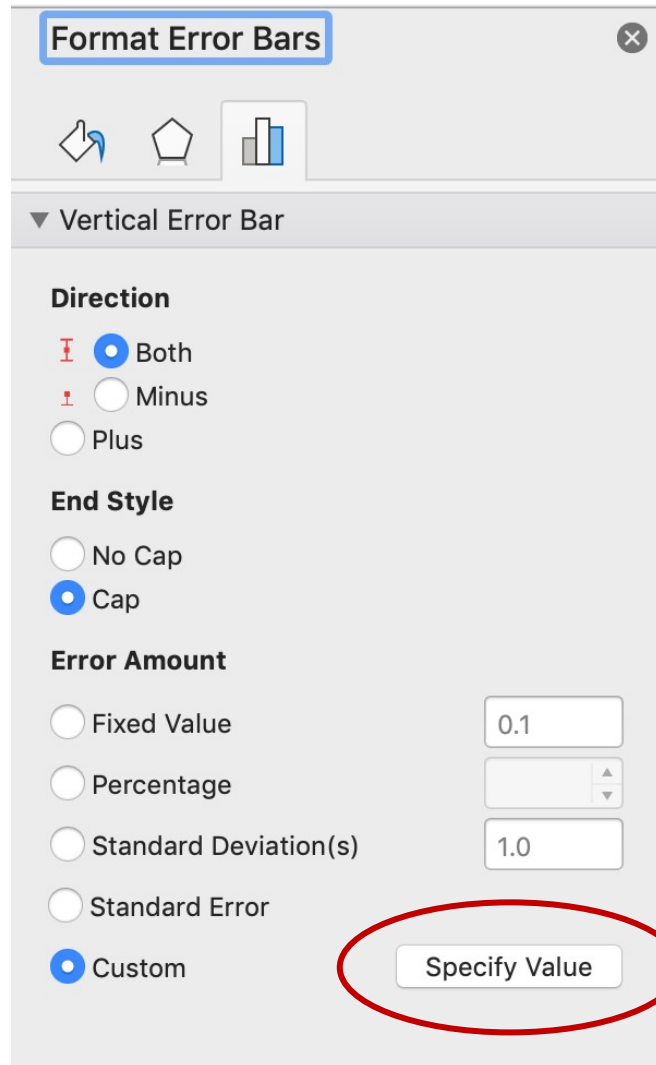 Format Error Bars
Vertical Error Bar
Direction
Both
Minus
Plus
End Style
No Cap
Cap
Error Amount
Fixed Value 0.1
Percentage
Standard Deviation(s) 1.0
Standard Error
Custom Specify Value